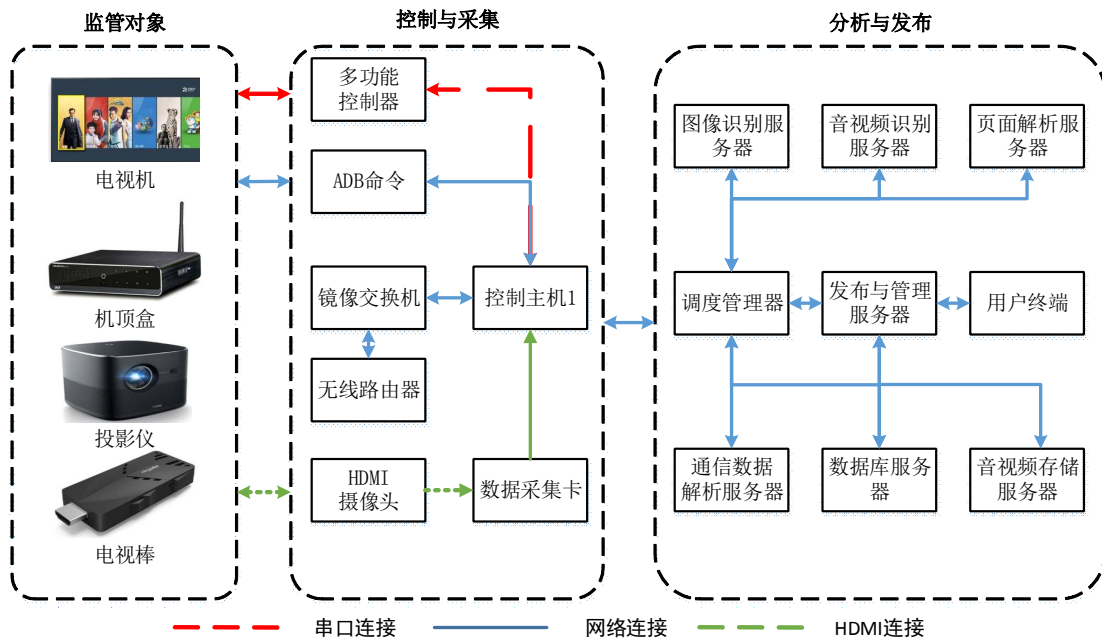 监管对象
控制与采集
分析与发布
电视机
机顶盒
投影仪
电视棒
多功能
控制器
ADB命令
镜像交换机
控制主机1
无线路由器
HDMI
摄像头
数据采集卡
图像识别服
务器
音视频识别
服务器
页面解析服
务器
调度管理器
发布与管理
服务器
用户终端
通信数据
解析服务器
数据库服务
器
音视频存储
服务器
串口连接
网络连接
HDMI连接